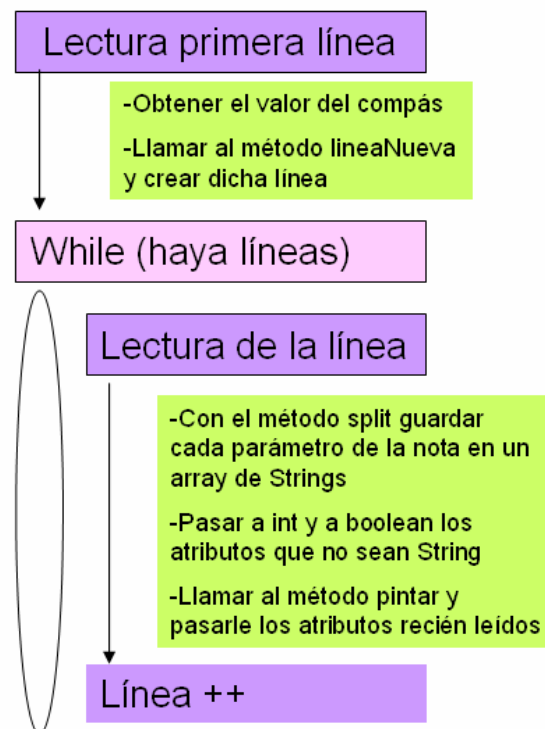 Lectura primera línea
-Obtener el valor del compás
-Llamar al método lineaNueva
y crear dicha línea
While (haya líneas)
Lectura de la línea
-Con el método split guardar
cada parámetro de la nota en un
array de Strings
-Pasar a int y a boolean los
atributos que no sean String
-Llamar al método pintar y
pasarle los atributos recién leídos
Línea ++